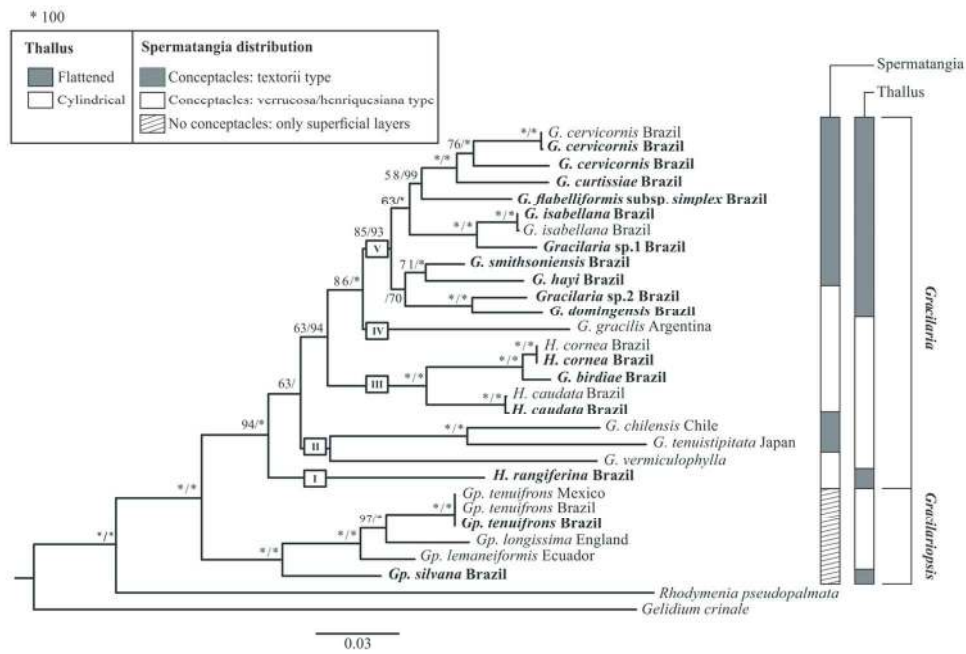 * 100
Thallus
Flattened
Cylindrical
Spermatangia distribution
Conceptacles: textorii type
Conceptacles: verrucosa/henriquesiana type
No conceptacles: only superficial layers
Spermatangia
Thallus
*/* G. cervicornis Brazil
76/* G. cervicornis Brazil
*/* G. cervicornis Brazil
58/99 G. curtissiae Brazil
63/* G. flabelliformis subsp. simplex Brazil
*/* G. isabellana Brazil
*/* G. isabellana Brazil
85/93 Gracilaria sp.1 Brazil
V 71/* G. smithsoniensis Brazil
86/* G. hayi Brazil
/70 */* Gracilaria sp.2 Brazil
G. domingensis Brazil
63/94 IV G. gracilis Argentina
*/* H. cornea Brazil
*/* H. cornea Brazil
63/ III */* G. birdiae Brazil
*/* H. caudata Brazil
H. caudata Brazil
94/* */* G. chilensis Chile
II G. tenuistipitata Japan
G. vermiculophylla
I H. rangiferina Brazil
*/* Gp. tenuifrons Mexico
*/* Gp. tenuifrons Brazil
97/* Gp. tenuifrons Brazil
*/* */* Gp. longissima England
*/* Gp. lemaneiformis Ecuador
Gp. silvana Brazil
Rhodymenia pseudopalmata
Gelidium crinale
Gracilaria
Gracilariopsis
0.03